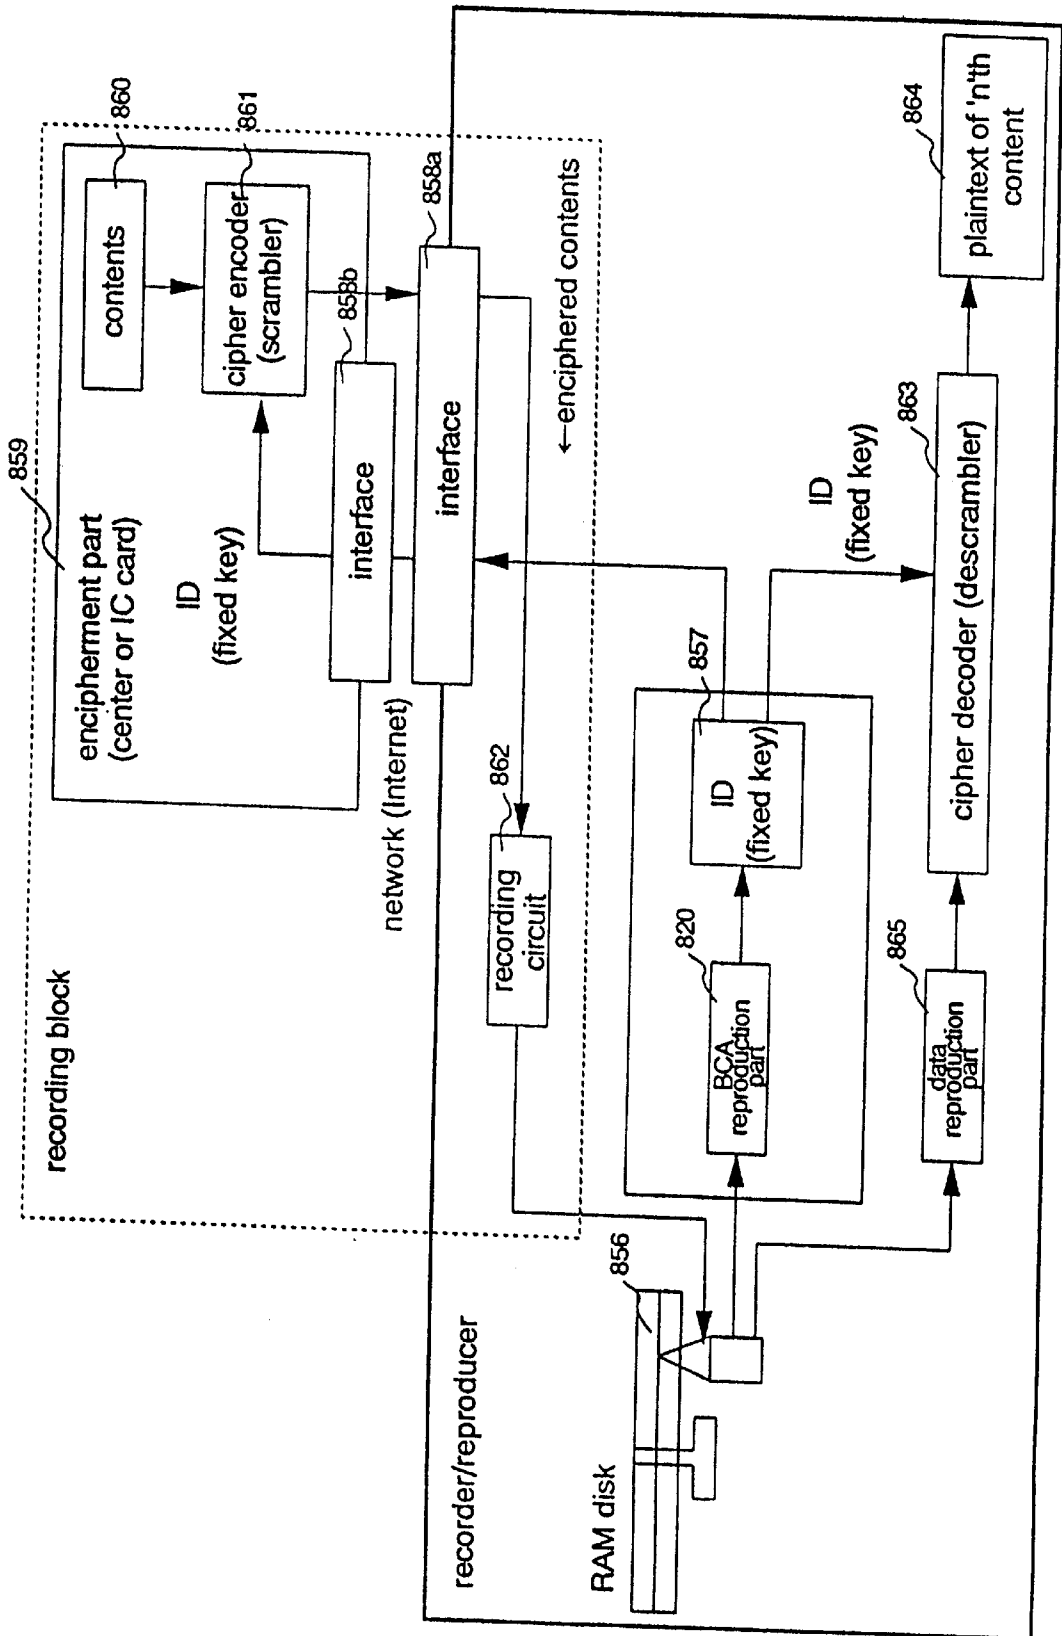 recording block
859
encipherment part
(center or IC card)
860
contents
861
cipher encoder
(scrambler)
ID
(fixed key)
858b
interface
network (Internet)
858a
interface
←enciphered contents
862
recording
circuit
recorder/reproducer
856
RAM disk
820
BCA
reproduction
part
857
ID
(fixed key)
ID
(fixed key)
865
data
reproduction
part
863
cipher decoder (descrambler)
864
plaintext of 'n'th
content